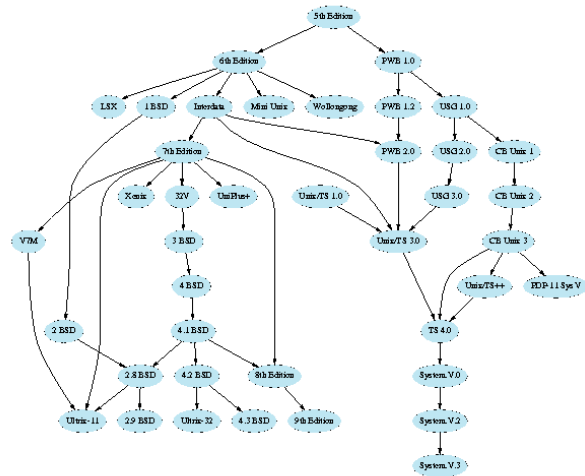 5th Edition
6th Edition
PWB 1.0
LSX
1 BSD
Interdata
Mini Unix
Wollongong
PWB 1.2
USG 1.0
7th Edition
PWB 2.0
USG 2.0
CB Unix 1
Xenix
32V
UniPlus+
Unix/TS 1.0
USG 3.0
CB Unix 2
V7M
3 BSD
Unix/TS 3.0
CB Unix 3
4 BSD
Unix/TS++
PDP-11 Sys V
2 BSD
4.1 BSD
TS 4.0
2.8 BSD
4.2 BSD
8th Edition
System V.0
Ultrix-11
2.9 BSD
Ultrix-32
4.3 BSD
9th Edition
System V.2
System V.3